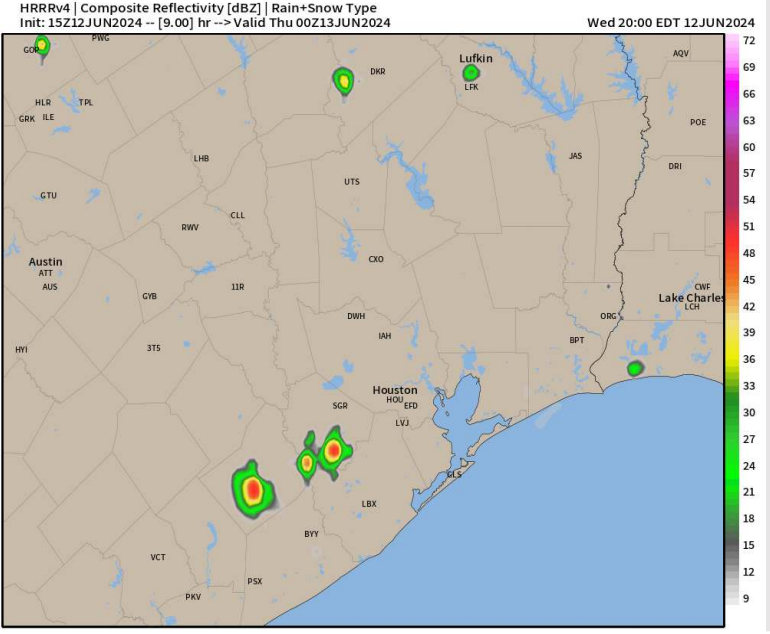 HRRRv4 | Composite Reflectivity [dBZ] | Rain+Snow Type
Init: 15Z12JUN2024 -- [9.00] hr --> Valid Thu 00Z13JUN2024
Wed 20:00 EDT 12JUN2024
PWG
GOP
Lufkin
AQV
DKR
LFK
HLR
TPL
GRK
ILE
POE
LHB
JAS
DRI
UTS
GTU
CLL
RWV
Austin
ATT
CXO
AUS
GYB
11R
CWF
Lake Charles
LCH
DWH
ORG
IAH
BPT
HYI
3T5
Houston
HOU
SGR
EFD
LVJ
GLS
LBX
BYY
VCT
PSX
PKV
72
69
66
63
60
57
54
51
48
45
42
39
36
33
30
27
24
21
18
15
12
9